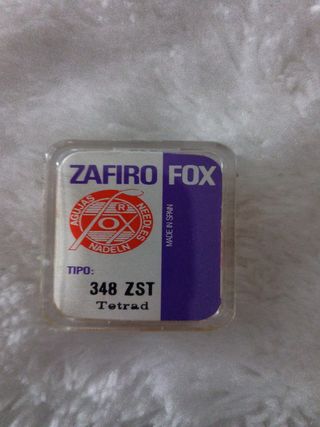 ZAFIRO FOX
AGUJAS NEEDLES NADELN
FOX
R
MADE IN SPAIN
TIPO:
348 ZST
Tetrad